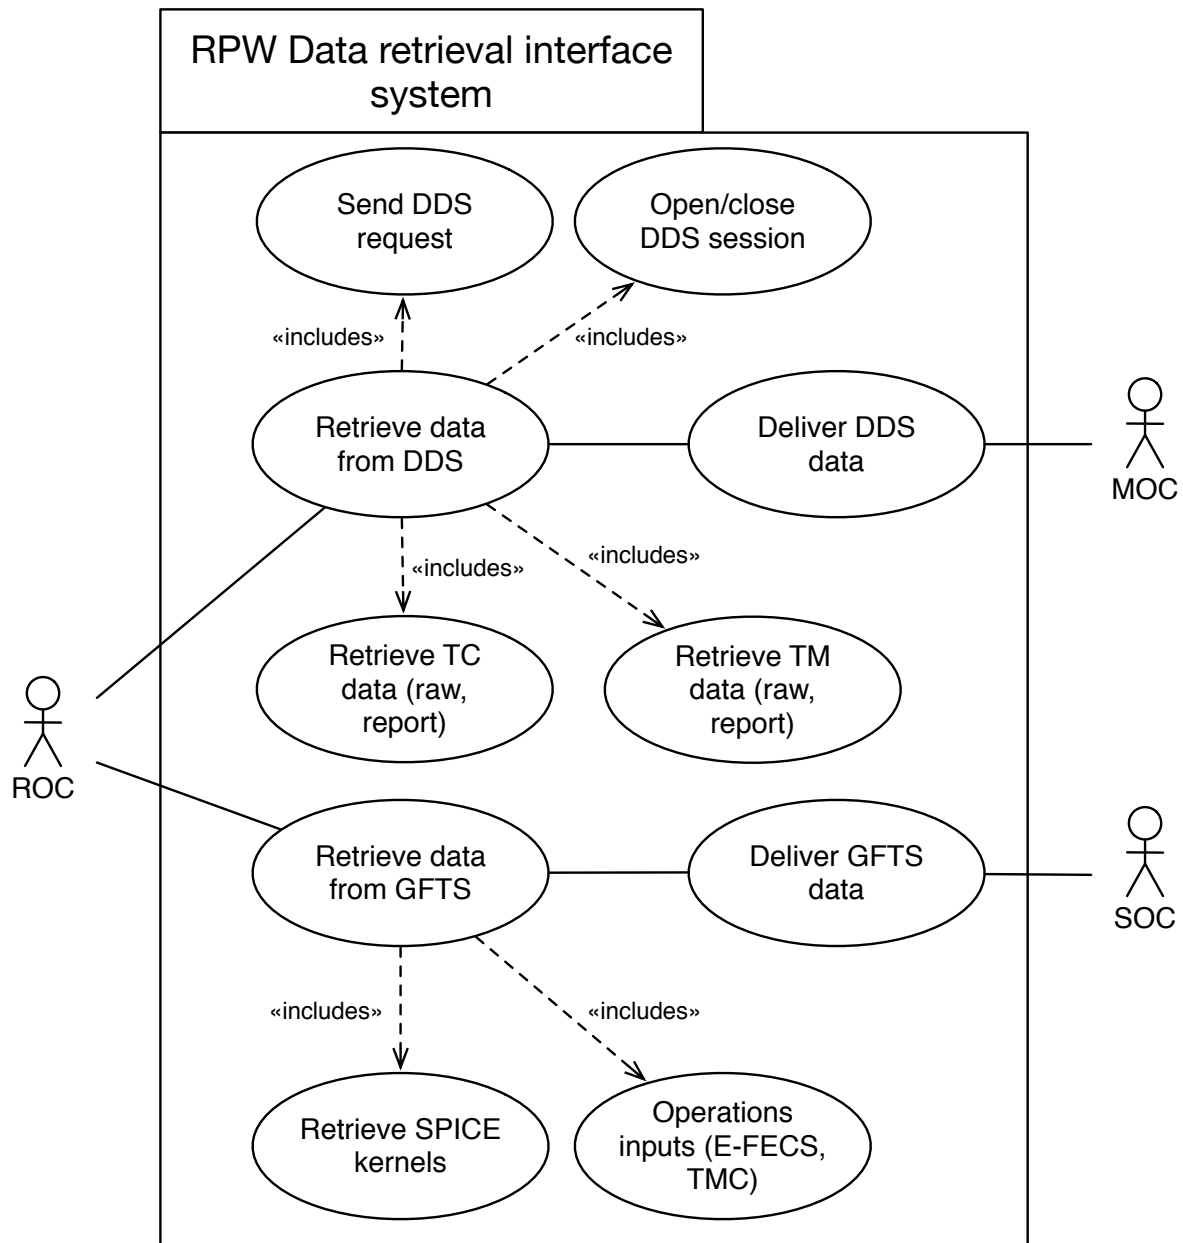 RPW Data retrieval interface
system
Send DDS
request
Open/close
DDS session
«includes»
«includes»
Retrieve data
from DDS
Deliver DDS
data
MOC
«includes»
«includes»
Retrieve TC
data (raw,
report)
Retrieve TM
data (raw,
report)
ROC
Retrieve data
from GFTS
Deliver GFTS
data
SOC
«includes»
«includes»
Retrieve SPICE
kernels
Operations
inputs (E-FECS,
TMC)